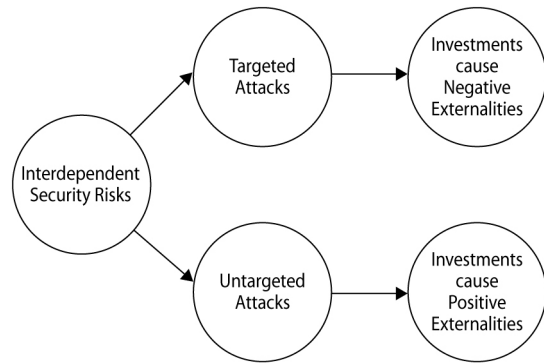 Interdependent
Security Risks
Targeted
Attacks
Investments
cause
Negative
Externalities
Untargeted
Attacks
Investments
cause
Positive
Externalities